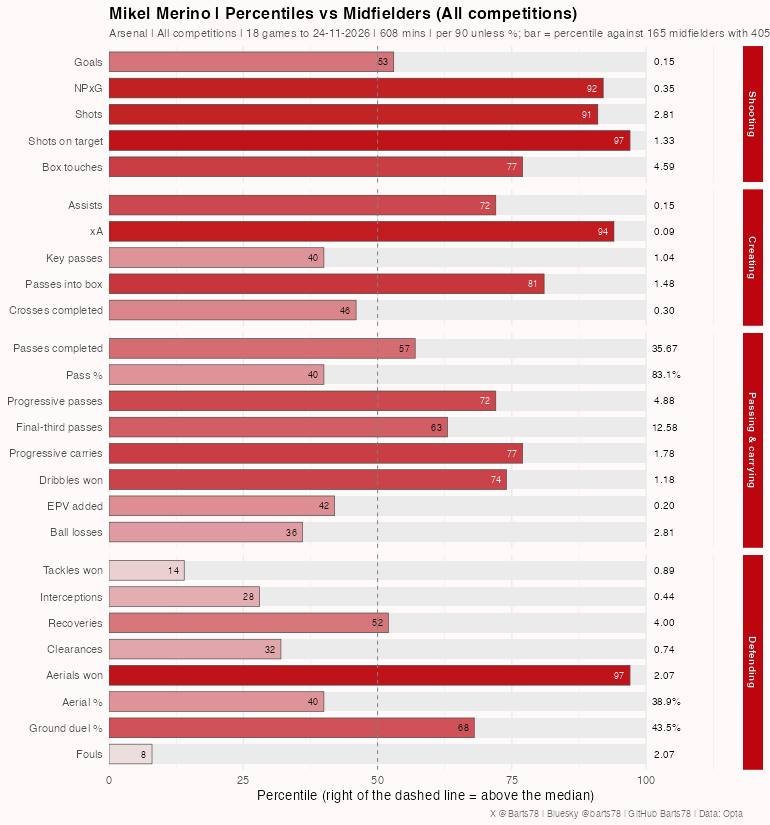 Mikel Merino | Percentiles vs Midfielders (All competitions)
Arsenal | All competitions | 18 games to 24-11-2026 | 608 mins | per 90 unless %; bar = percentile against 165 midfielders with 405
Goals 53 0.15
NPxG 92 0.35
Shots 91 2.81
Shots on target 97 1.33
Box touches 77 4.59
Shooting
Assists 72 0.15
xA 94 0.09
Key passes 40 1.04
Passes into box 81 1.48
Crosses completed 46 0.30
Creating
Passes completed 57 35.67
Pass % 40 83.1%
Progressive passes 72 4.88
Final-third passes 63 12.58
Progressive carries 77 1.78
Dribbles won 74 1.18
EPV added 42 0.20
Ball losses 36 2.81
Passing & carrying
Tackles won 14 0.89
Interceptions 28 0.44
Recoveries 52 4.00
Clearances 32 0.74
Aerials won 97 2.07
Aerial % 40 38.9%
Ground duel % 68 43.5%
Fouls 8 2.07
Defending
0 25 50 75 100
Percentile (right of the dashed line = above the median)
X @Barts78 | Bluesky @barts78 | GitHub Barts78 | Data: Opta